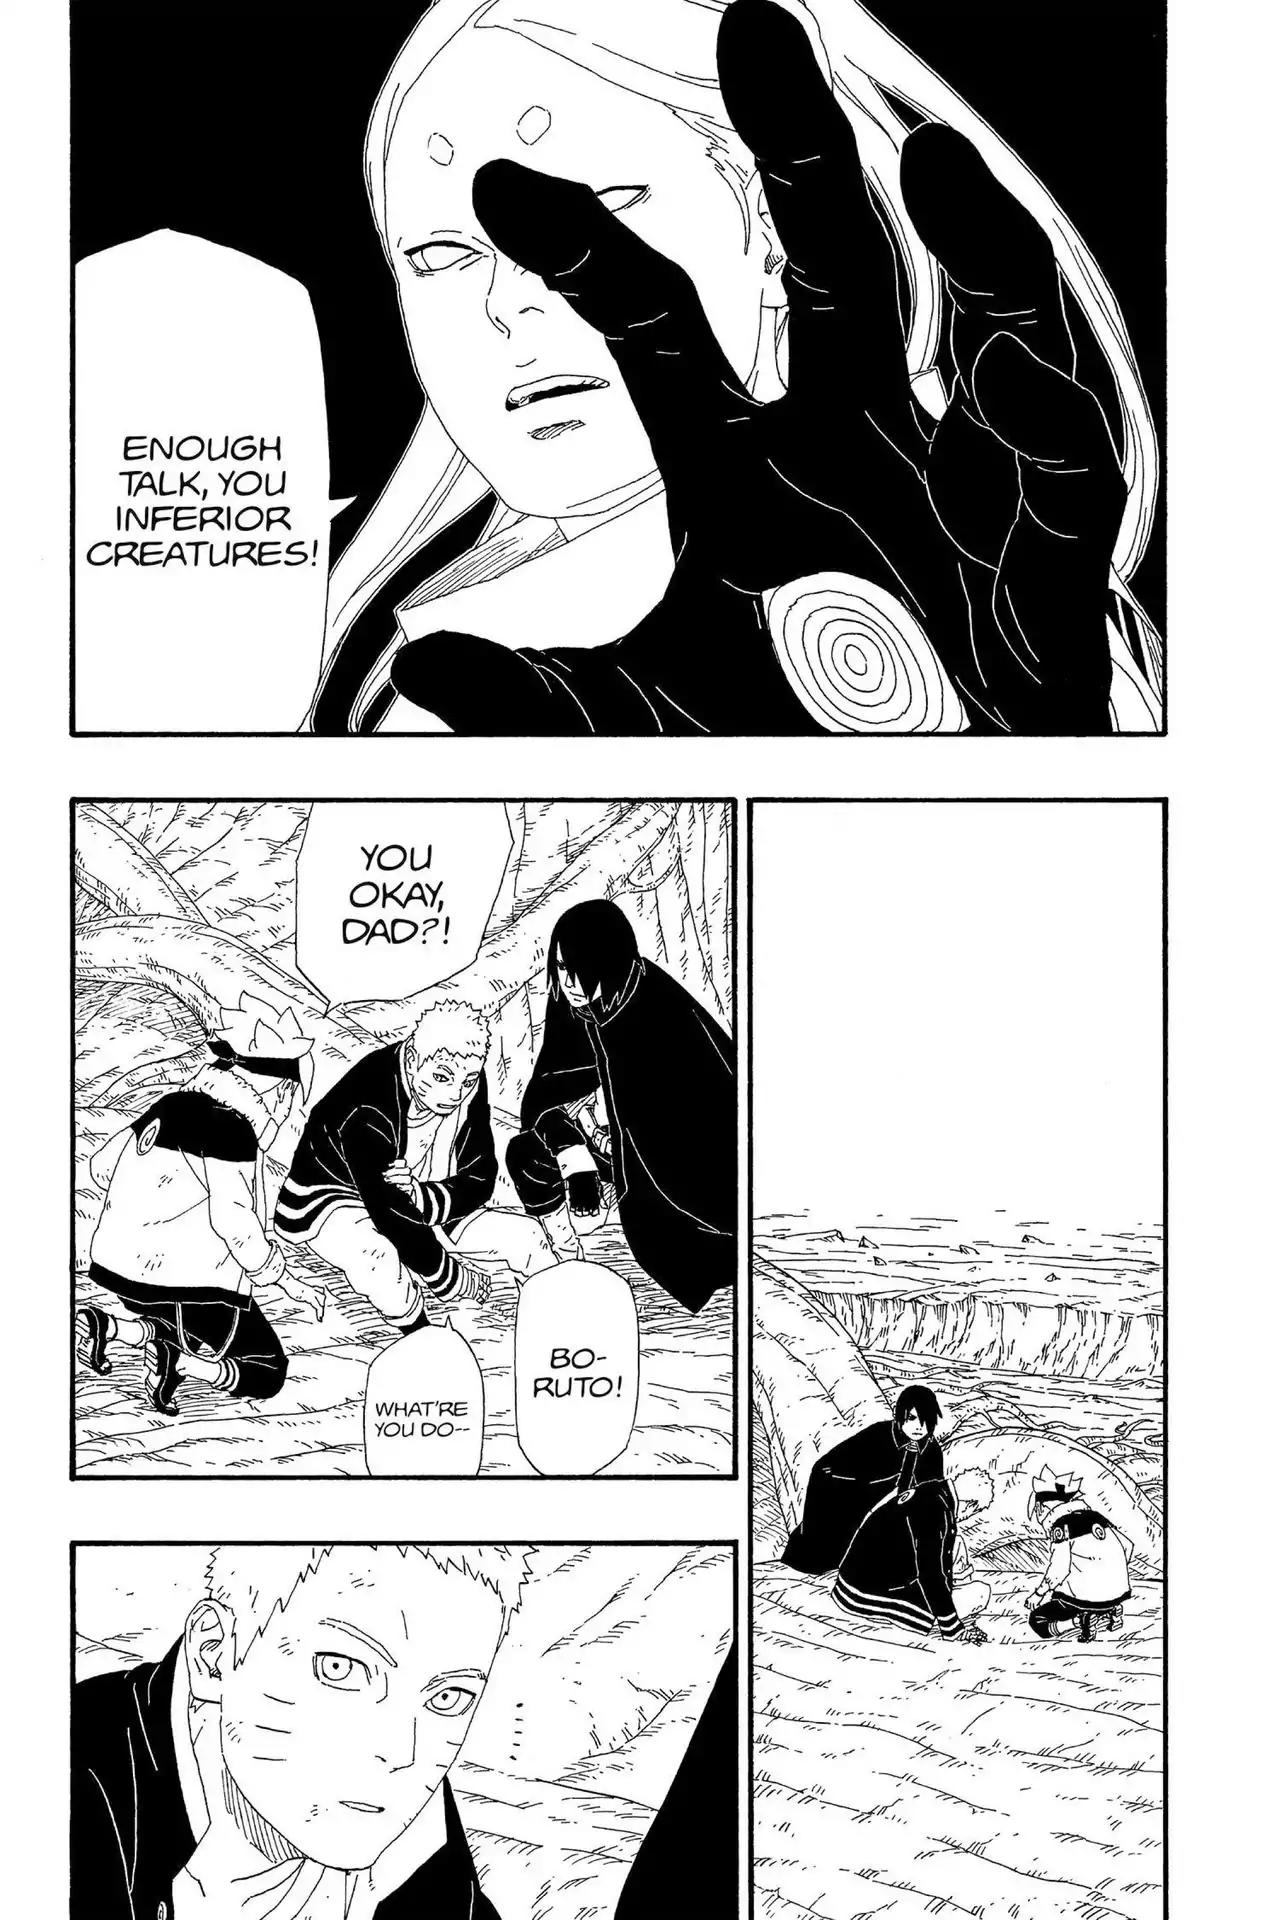 ENOUGH
TALK, YOU
INFERIOR
CREATURES!
YOU
OKAY,
DAD?!
BO-
RUTO!
WHAT'RE
YOU DO--